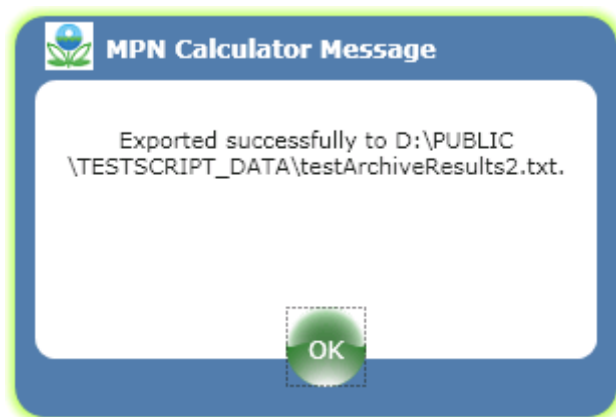 MPN Calculator Message
Exported successfully to D:\PUBLIC
\TESTSCRIPT_DATA\testArchiveResults2.txt.
OK